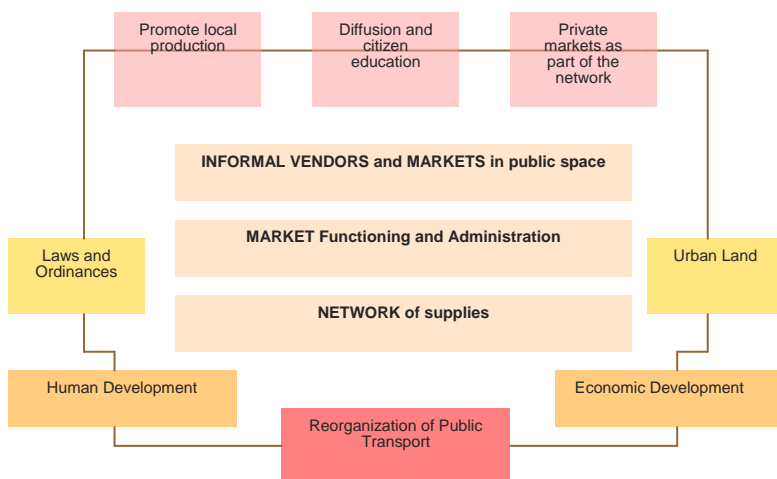 Promote local
production
Diffusion and
citizen
education
Private
markets as
part of the
network
INFORMAL VENDORS and MARKETS in public space
MARKET Functioning and Administration
Laws and
Ordinances
Urban Land
NETWORK of supplies
Human Development
Economic Development
Reorganization of Public
Transport